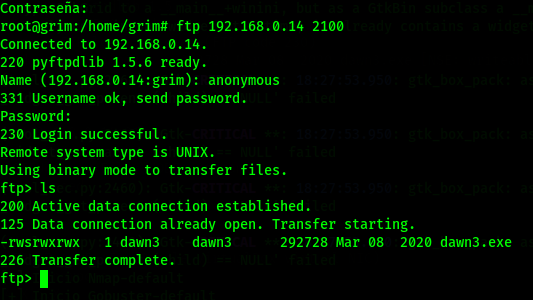 Contraseña:
root@grim:/home/grim# ftp 192.168.0.14 2100
Connected to 192.168.0.14.
220 pyftpdlib 1.5.6 ready.
Name (192.168.0.14:grim): anonymous
331 Username ok, send password.
Password:
230 Login successful.
Remote system type is UNIX.
Using binary mode to transfer files.
ftp> ls
200 Active data connection established.
125 Data connection already open. Transfer starting.
-rwsrwxrwx   1 dawn3    dawn3      292728 Mar 08  2020 dawn3.exe
226 Transfer complete.
ftp>